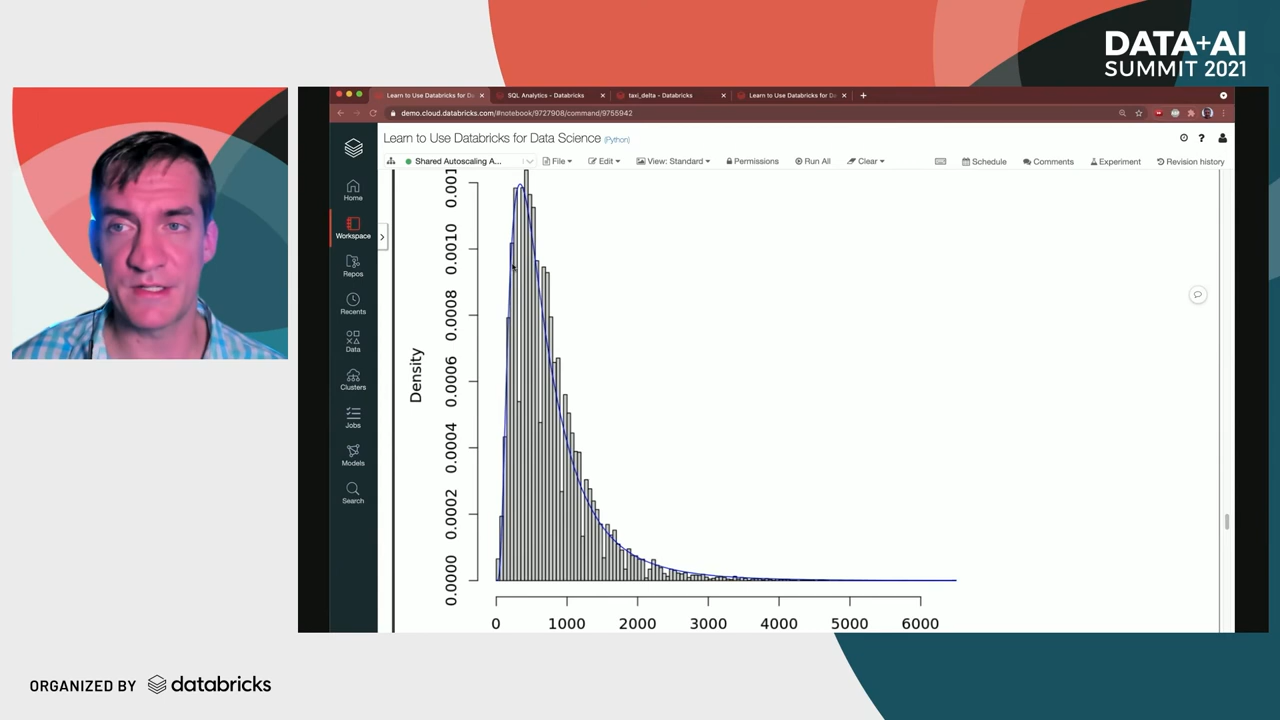 DATA+AI
SUMMIT 2021
Learn to Use Databricks for Da
SQL Analytics - Databricks
taxi_delta - Databricks
Learn to Use Databricks for Da
demo.cloud.databricks.com/#notebook/9727908/command/9755942
Learn to Use Databricks for Data Science (Python)
Shared Autoscaling A...
File
Edit
View: Standard
Permissions
Run All
Clear
Schedule
Comments
Experiment
Revision history
Home
Workspace
Repos
Recents
Data
Clusters
Jobs
Models
Search
Density
0.001
0.0010
0.0008
0.0006
0.0004
0.0002
0.0000
0 1000 2000 3000 4000 5000 6000
ORGANIZED BY databricks